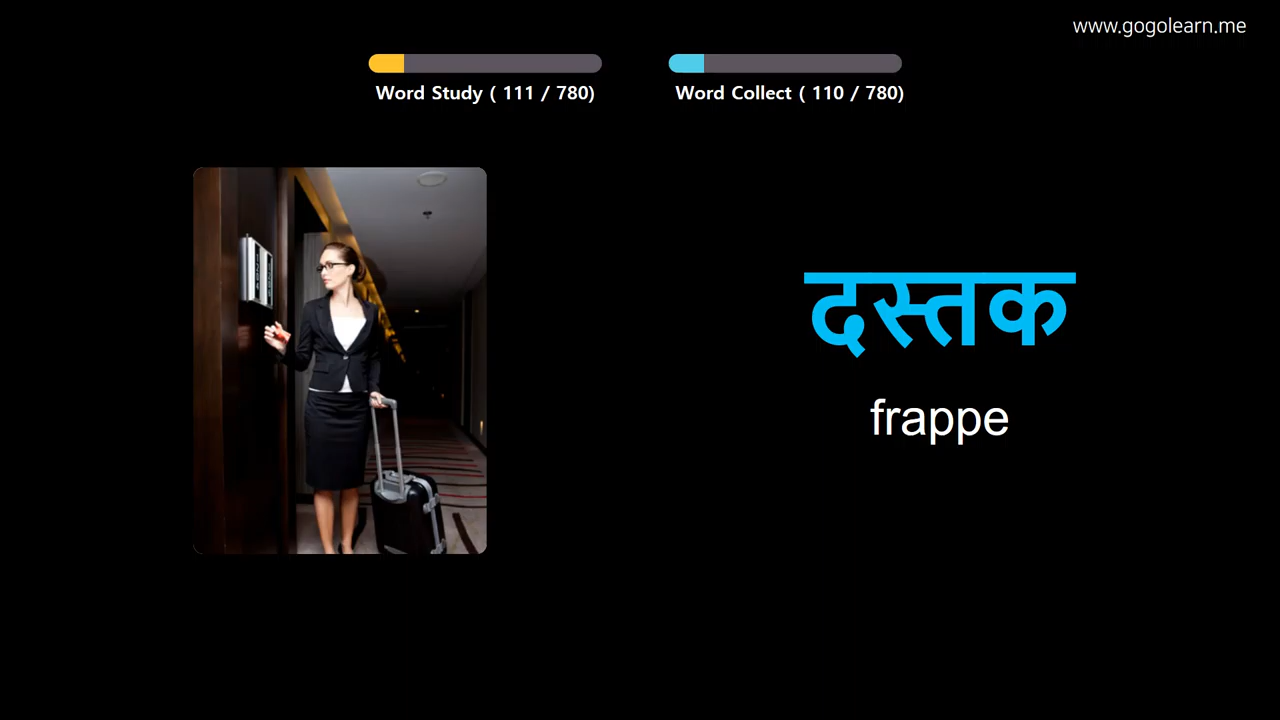 www.gogolearn.me
Word Study ( 111 / 780)
Word Collect ( 110 / 780)
दस्तक
frappe